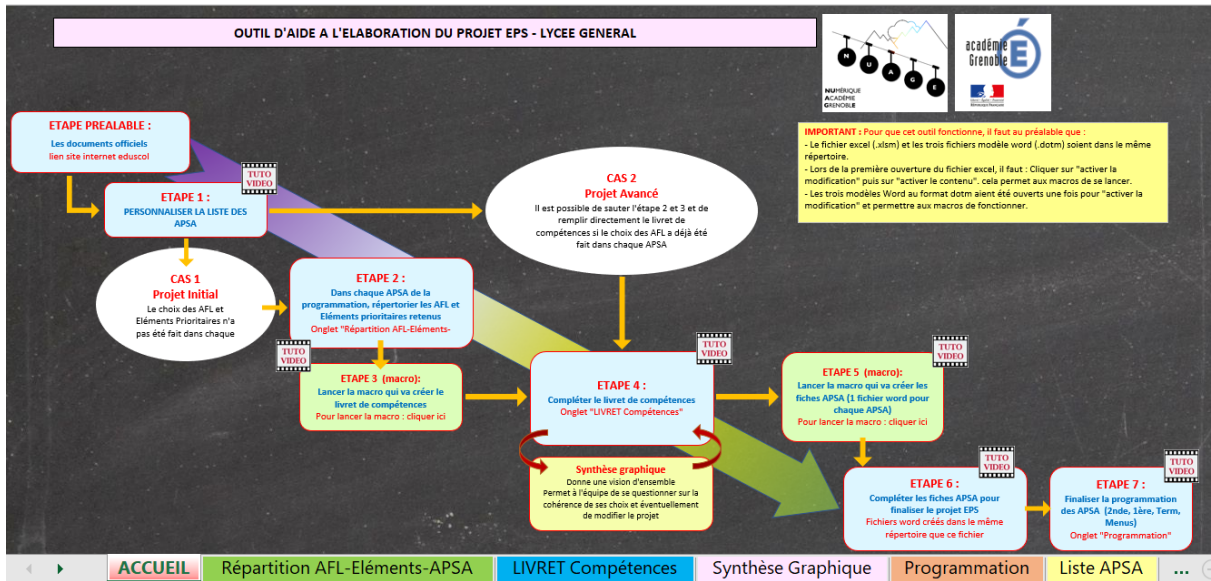 OUTIL D'AIDE A L'ELABORATION DU PROJET EPS - LYCEE GENERAL
N U A G E
NUMÉRIQUE
ACADÉMIE
GRENOBLE
académie
Grenoble
É
RÉPUBLIQUE FRANÇAISE
ETAPE PREALABLE :
Les documents officiels
lien site internet eduscol
IMPORTANT : Pour que cet outil fonctionne, il faut au préalable que :
- Le fichier excel (.xlsm) et les trois fichiers modèle word (.dotm) soient dans le même
répertoire.
- Lors de la première ouverture du fichier excel, il faut : Cliquer sur "activer la
modification" puis sur "activer le contenu". cela permet aux macros de se lancer.
- Les trois modèles Word au format dotm aient été ouverts une fois pour "activer la
modification" et permettre aux macros de fonctionner.
TUTO
VIDEO
ETAPE 1 :
PERSONNALISER LA LISTE DES
APSA
CAS 2
Projet Avancé
Il est possible de sauter l'étape 2 et 3 et de
remplir directement le livret de
compétences si le choix des AFL a déjà été
fait dans chaque APSA
CAS 1
Projet Initial
Le choix des AFL et
Eléments Prioritaires n'a
pas été fait dans chaque
ETAPE 2 :
Dans chaque APSA de la
programmation, répertorier les AFL et
Eléments prioritaires retenus
Onglet "Répartition AFL-Eléments-
TUTO
VIDEO
ETAPE 3 (macro):
Lancer la macro qui va créer le
livret de compétences
Pour lancer la macro : cliquer ici
TUTO
VIDEO
ETAPE 4 :
Compléter le livret de compétences
Onglet "LIVRET Compétences"
TUTO
VIDEO
ETAPE 5 (macro):
Lancer la macro qui va créer les
fiches APSA (1 fichier word pour
chaque APSA)
Pour lancer la macro : cliquer ici
Synthèse graphique
Donne une vision d'ensemble
Permet à l'équipe de se questionner sur la
cohérence de ses choix et éventuellement
de modifier le projet
TUTO
VIDEO
ETAPE 6 :
Compléter les fiches APSA pour
finaliser le projet EPS
Fichiers word créés dans le même
répertoire que ce fichier
TUTO
VIDEO
ETAPE 7 :
Finaliser la programmation
des APSA (2nde, 1ère, Term,
Menus)
Onglet "Programmation"
ACCUEIL
Répartition AFL-Eléments-APSA
LIVRET Compétences
Synthèse Graphique
Programmation
Liste APSA
...